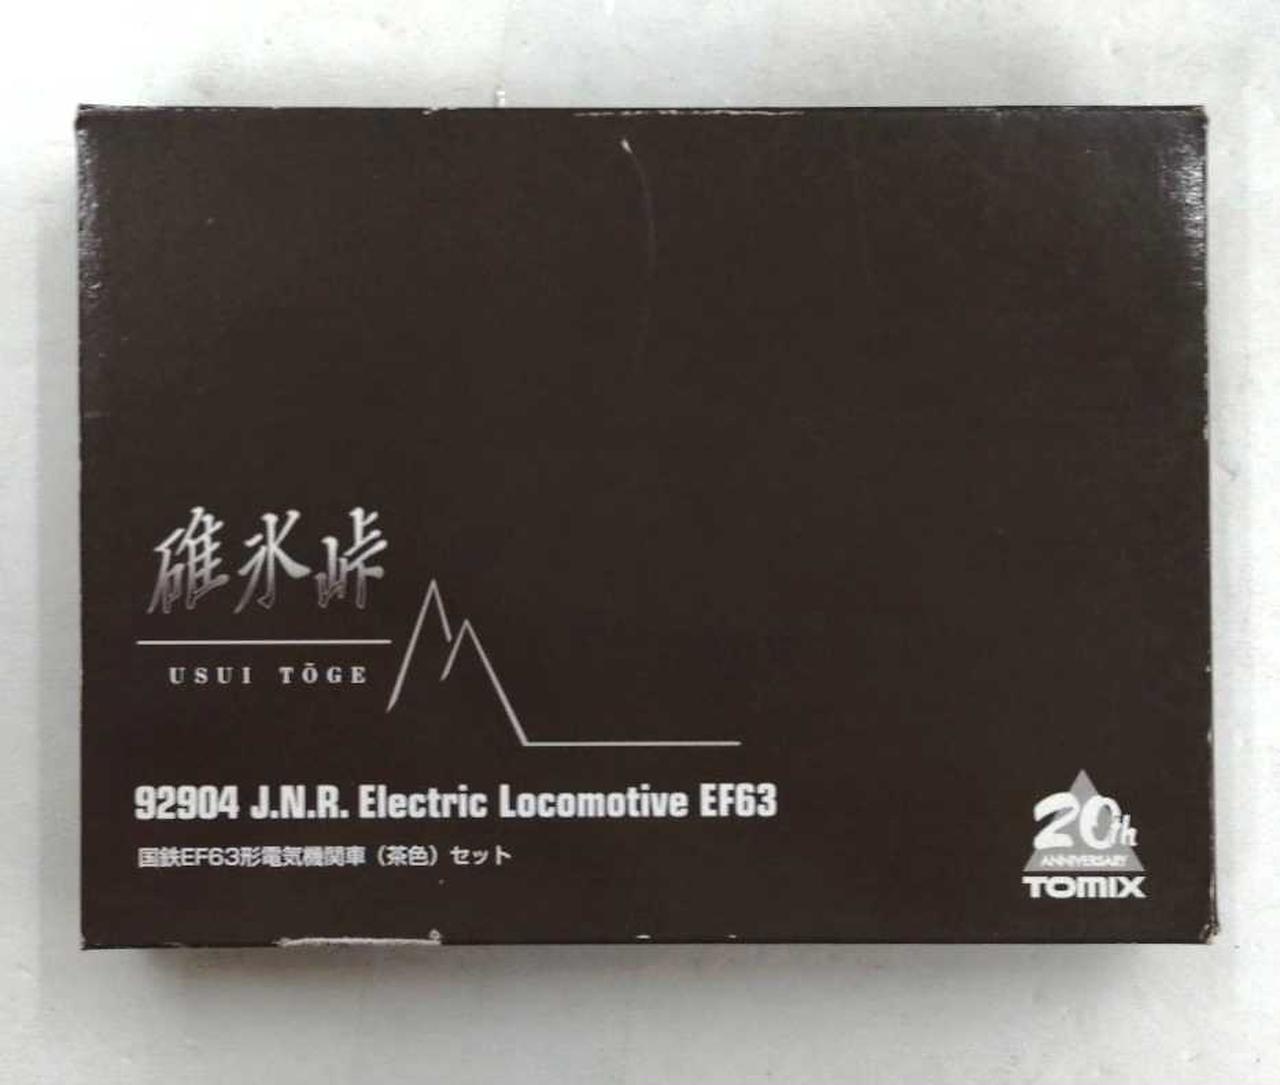 碓氷峠
USUI TŌGE
92904 J.N.R. Electric Locomotive EF63
国鉄EF63形電気機関車（茶色）セット
20th
ANNIVERSARY
TOMIX